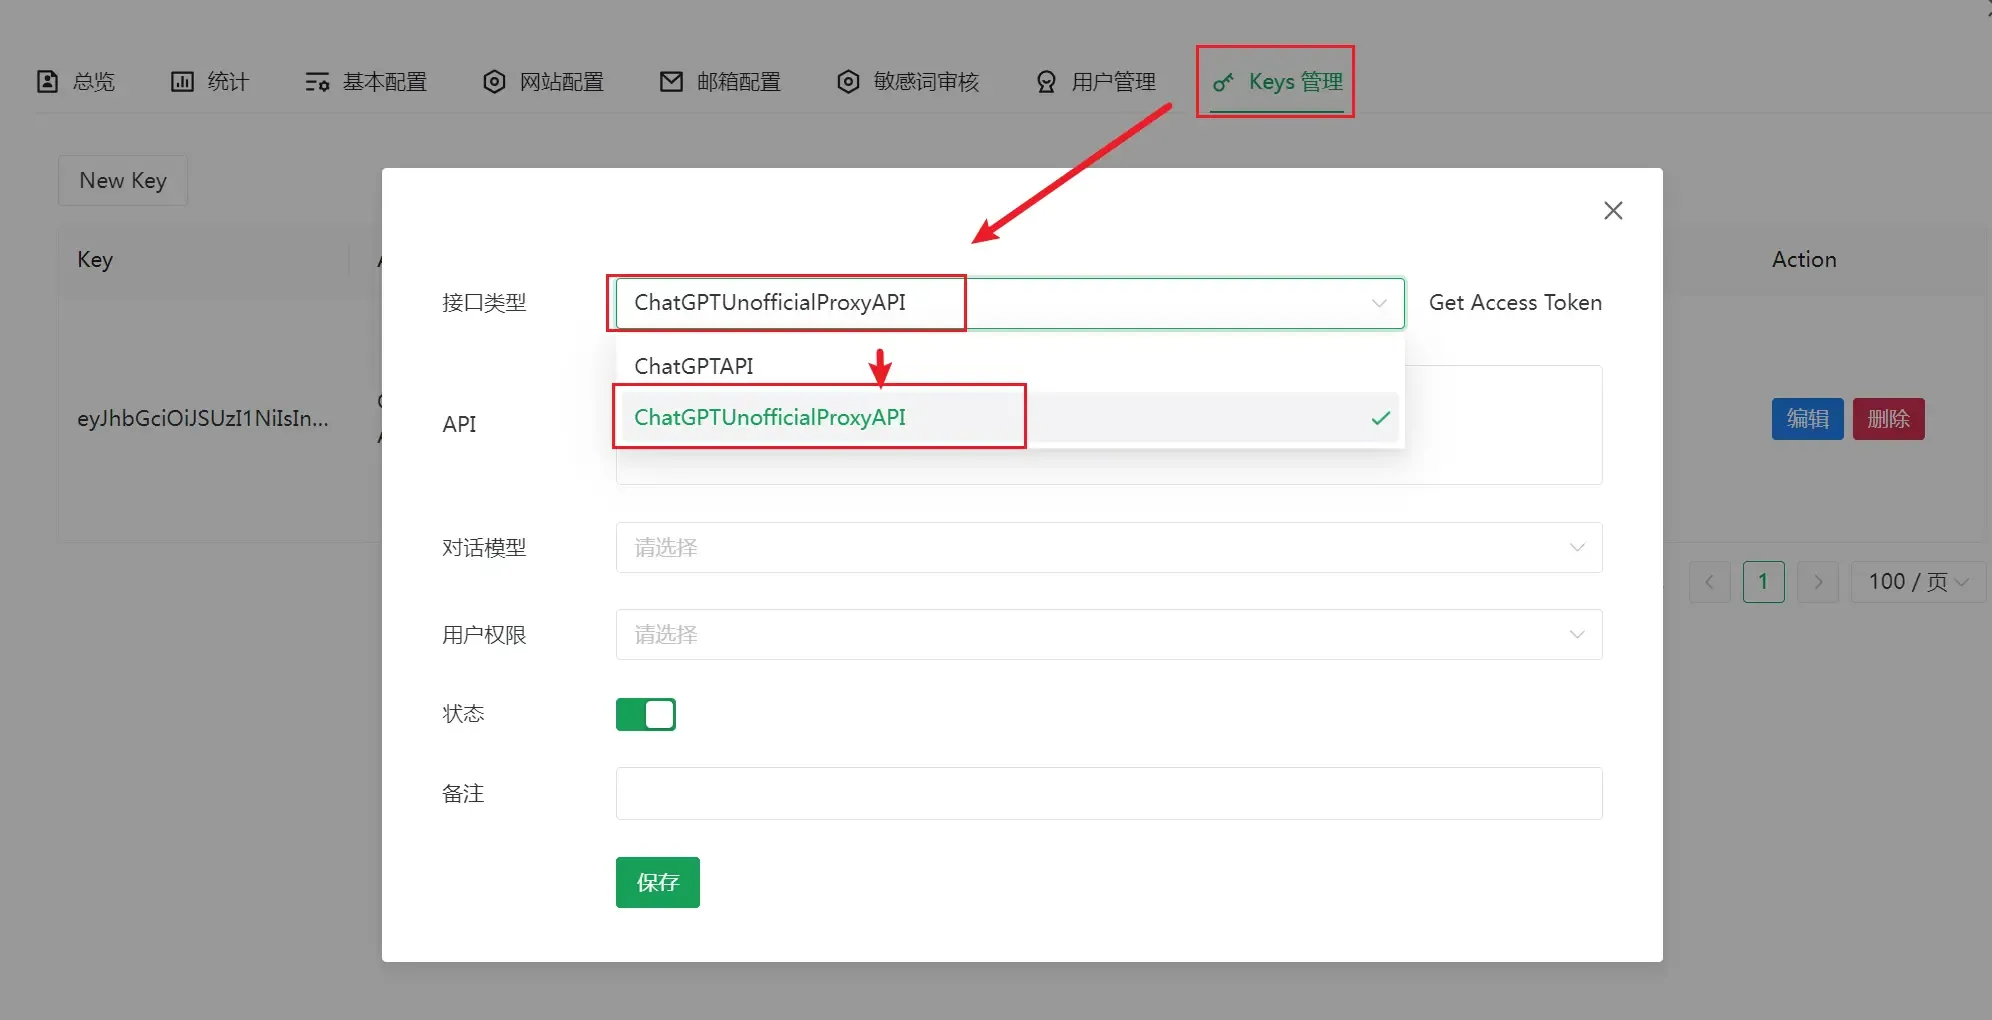 总览 统计 基本配置 网站配置 邮箱配置 敏感词审核 用户管理 Keys 管理
New Key
Key Action
接口类型 ChatGPTUnofficialProxyAPI Get Access Token
ChatGPTAPI
ChatGPTUnofficialProxyAPI
API
eyJhbGciOiJSUzI1NiIsIn... 编辑 删除
对话模型 请选择
1 100 / 页
用户权限 请选择
状态
备注
保存